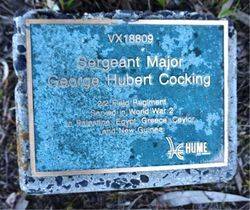 VX18809
Sergeant Major
George Hubert Cocking
2/2 Field Regiment
Served in World War 2
Palestine, Egypt, Greece, Ceylon
and New Guinea
HUME